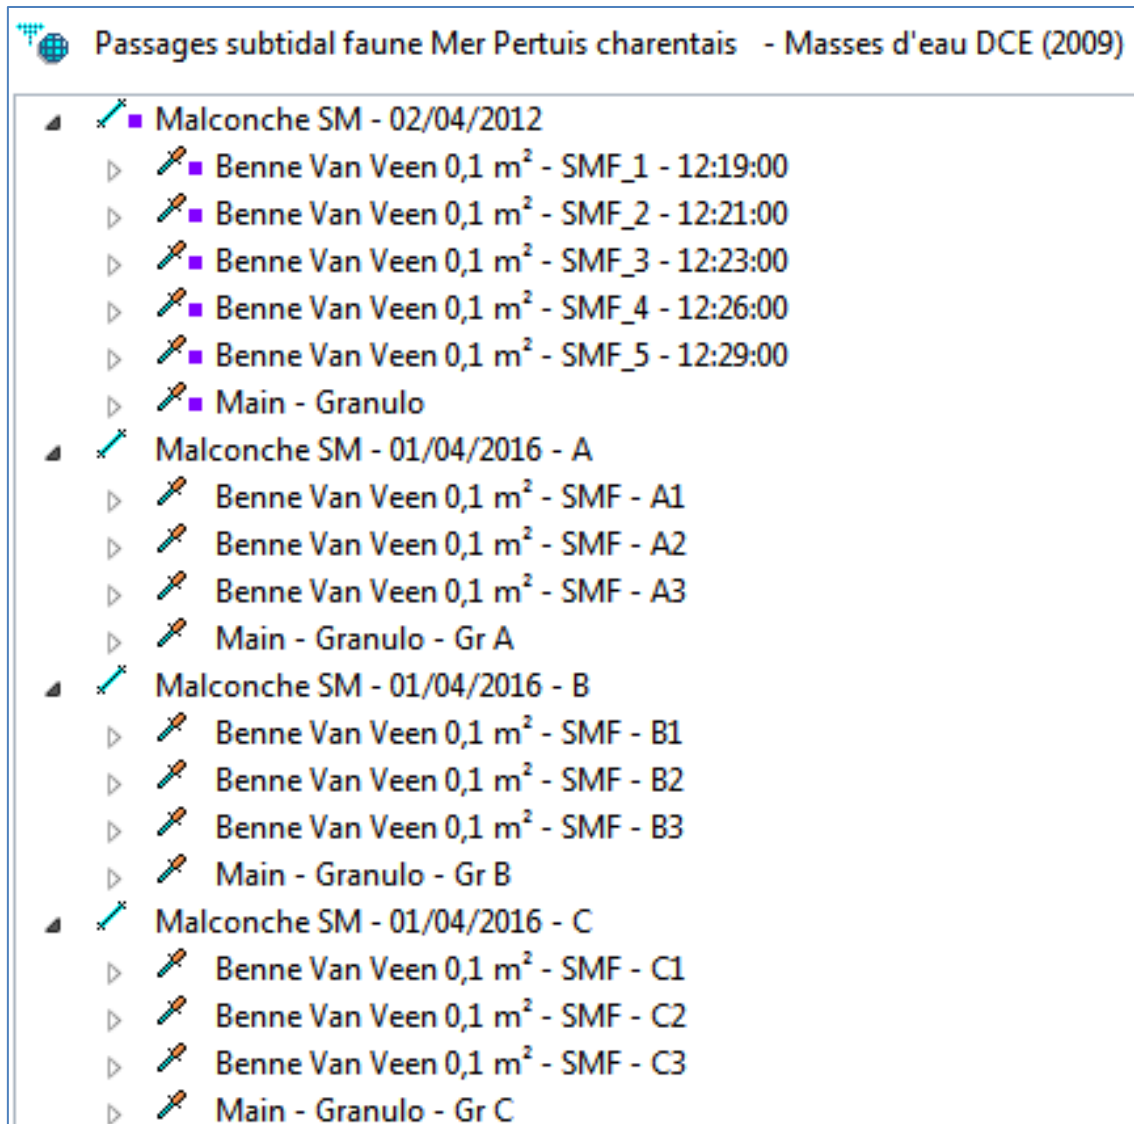 Passages subtidal faune Mer Pertuis charentais - Masses d'eau DCE (2009)
Malconche SM - 02/04/2012
Benne Van Veen 0,1 m² - SMF_1 - 12:19:00
Benne Van Veen 0,1 m² - SMF_2 - 12:21:00
Benne Van Veen 0,1 m² - SMF_3 - 12:23:00
Benne Van Veen 0,1 m² - SMF_4 - 12:26:00
Benne Van Veen 0,1 m² - SMF_5 - 12:29:00
Main - Granulo
Malconche SM - 01/04/2016 - A
Benne Van Veen 0,1 m² - SMF - A1
Benne Van Veen 0,1 m² - SMF - A2
Benne Van Veen 0,1 m² - SMF - A3
Main - Granulo - Gr A
Malconche SM - 01/04/2016 - B
Benne Van Veen 0,1 m² - SMF - B1
Benne Van Veen 0,1 m² - SMF - B2
Benne Van Veen 0,1 m² - SMF - B3
Main - Granulo - Gr B
Malconche SM - 01/04/2016 - C
Benne Van Veen 0,1 m² - SMF - C1
Benne Van Veen 0,1 m² - SMF - C2
Benne Van Veen 0,1 m² - SMF - C3
Main - Granulo - Gr C